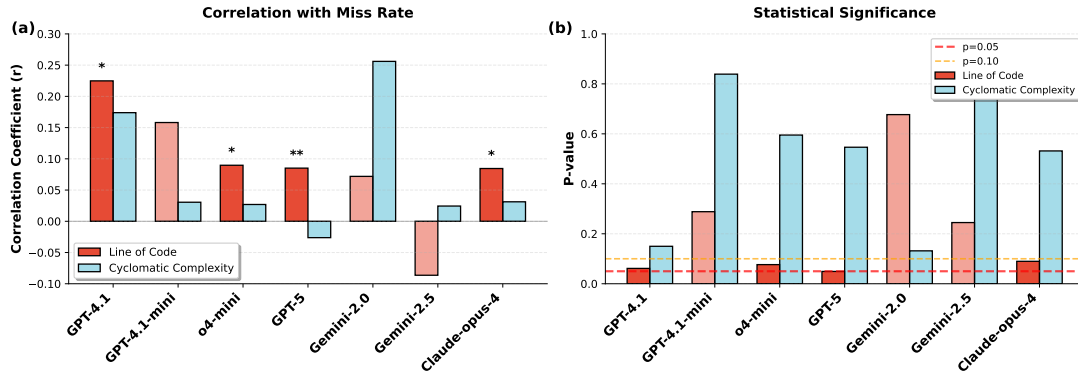 (a)
Correlation with Miss Rate
Correlation Coefficient (r)
0.30
0.25
0.20
0.15
0.10
0.05
0.00
−0.05
−0.10
*
*
**
*
Line of Code
Cyclomatic Complexity
GPT-4.1
GPT-4.1-mini
o4-mini
GPT-5
Gemini-2.0
Gemini-2.5
Claude-opus-4
(b)
Statistical Significance
P-value
1.0
0.8
0.6
0.4
0.2
0.0
p=0.05
p=0.10
Line of Code
Cyclomatic Complexity
GPT-4.1
GPT-4.1-mini
o4-mini
GPT-5
Gemini-2.0
Gemini-2.5
Claude-opus-4